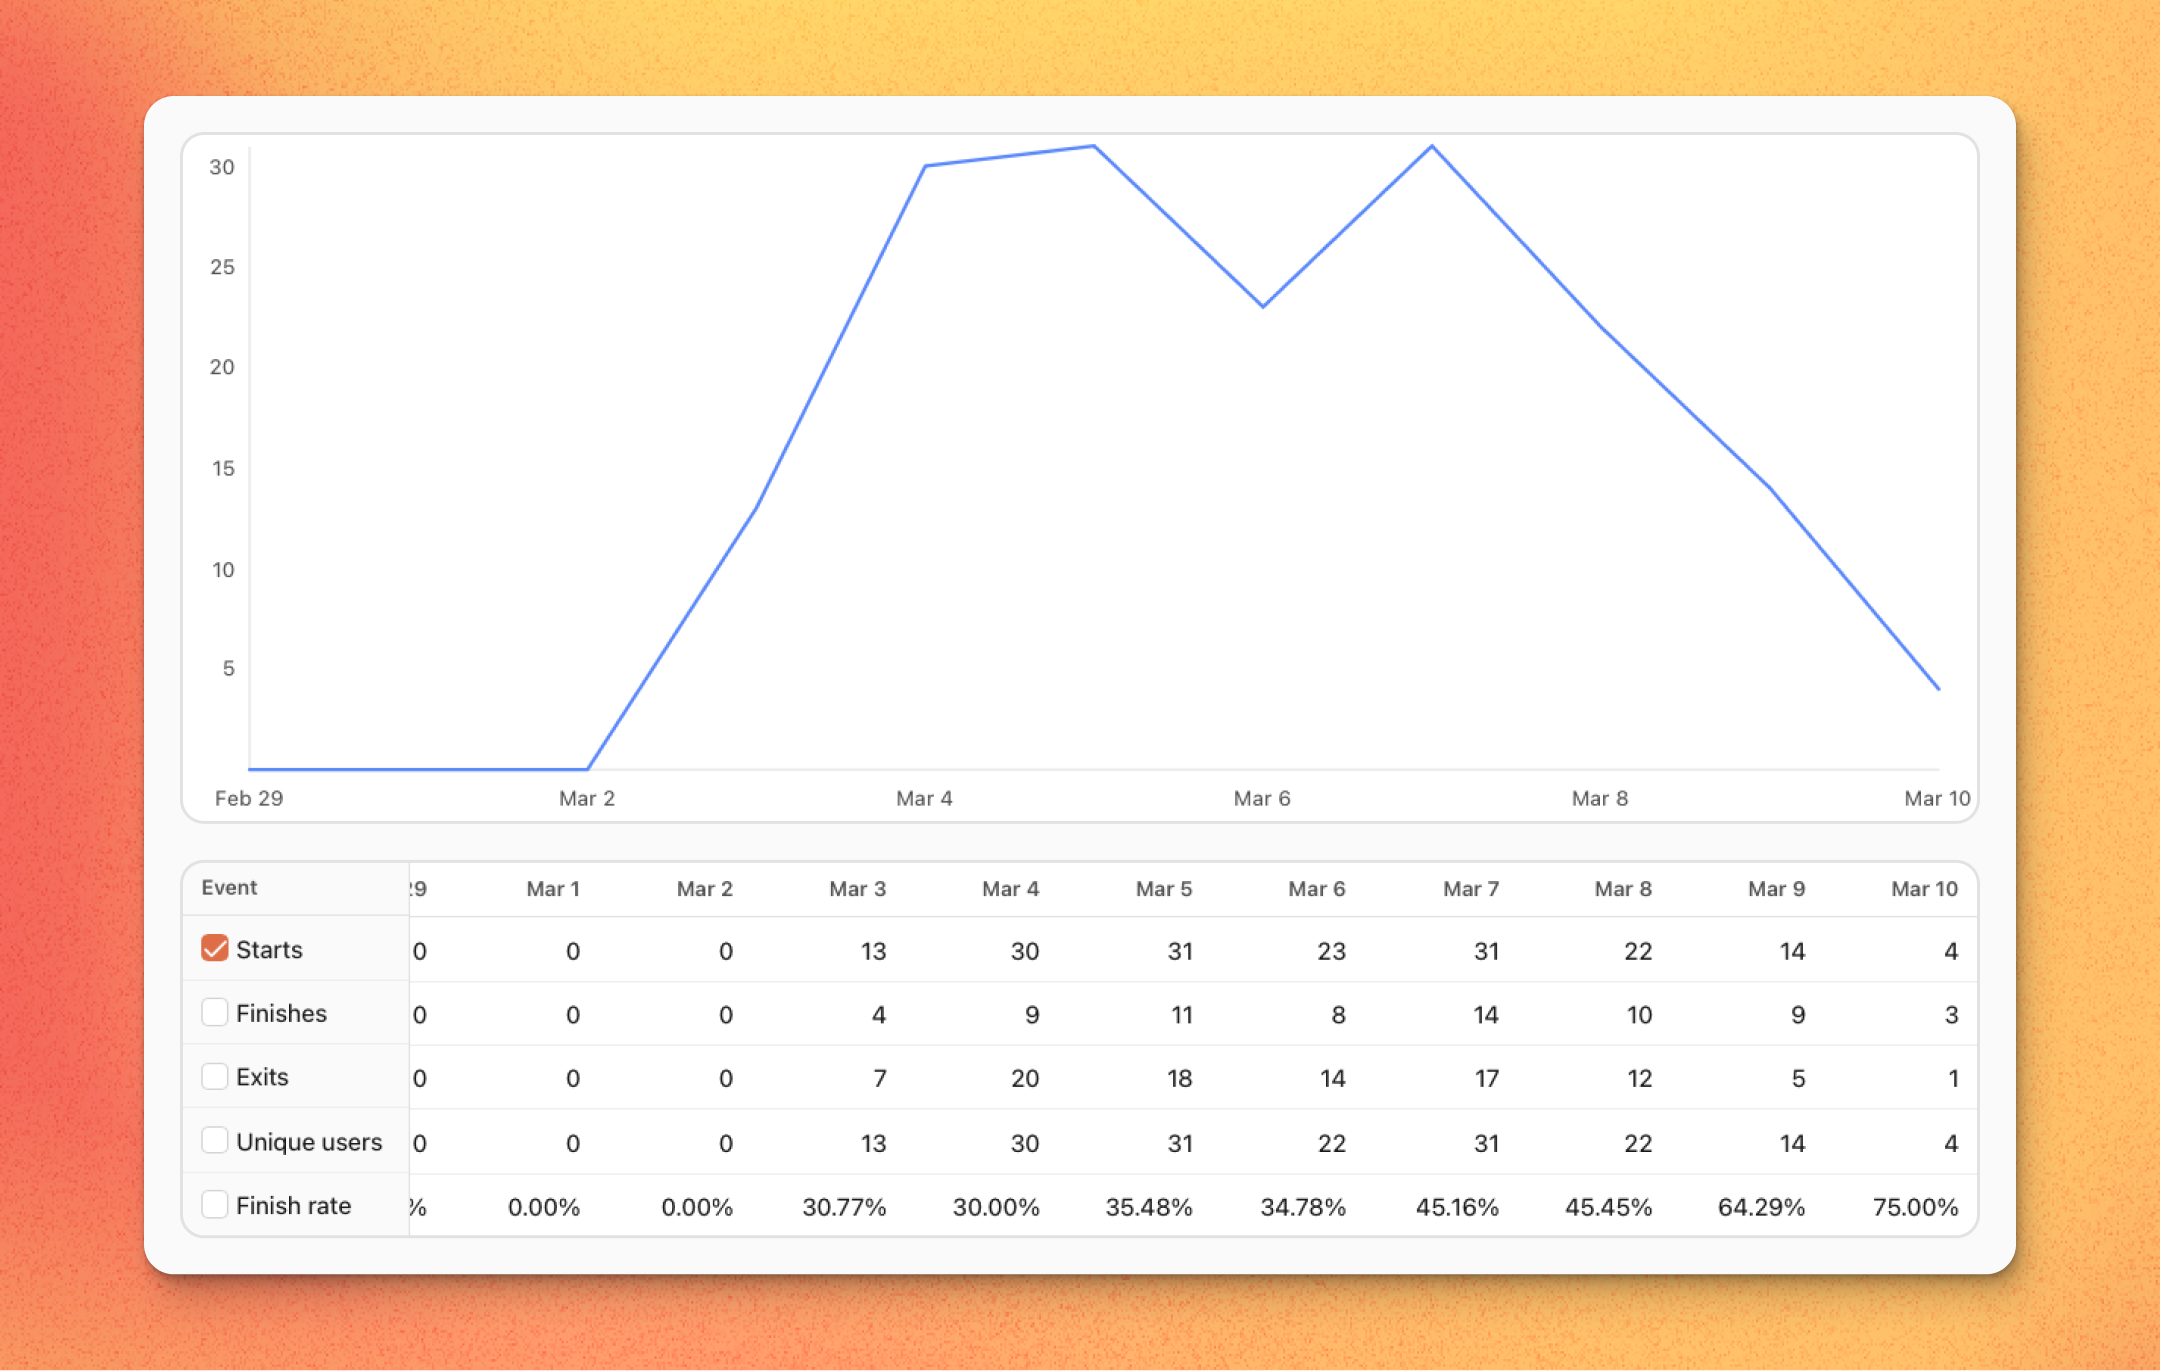 30
25
20
15
10
5
Feb 29 Mar 2 Mar 4 Mar 6 Mar 8 Mar 10
Event 29 Mar 1 Mar 2 Mar 3 Mar 4 Mar 5 Mar 6 Mar 7 Mar 8 Mar 9 Mar 10
Starts 0 0 0 13 30 31 23 31 22 14 4
Finishes 0 0 0 4 9 11 8 14 10 9 3
Exits 0 0 0 7 20 18 14 17 12 5 1
Unique users 0 0 0 13 30 31 22 31 22 14 4
Finish rate % 0.00% 0.00% 30.77% 30.00% 35.48% 34.78% 45.16% 45.45% 64.29% 75.00%